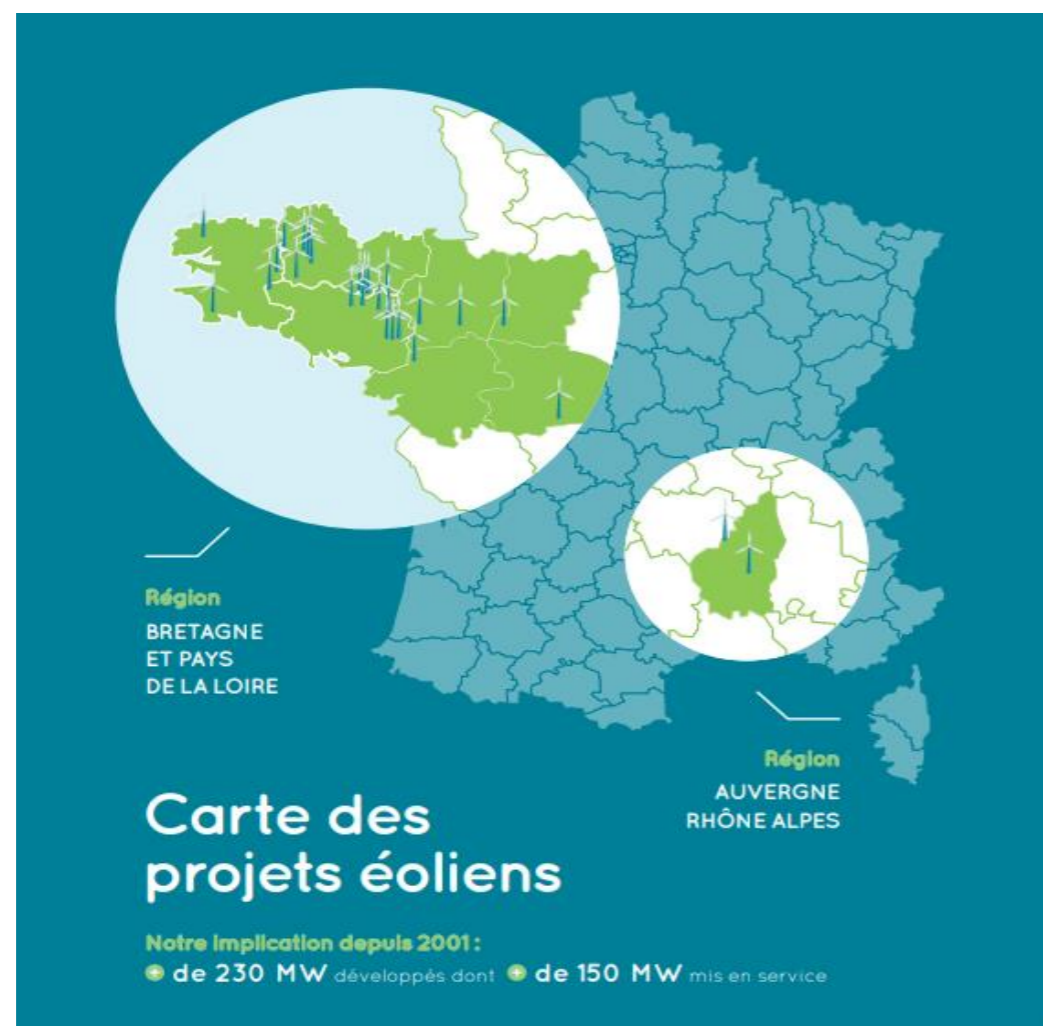 Région
BRETAGNE
ET PAYS
DE LA LOIRE
Région
AUVERGNE
RHÔNE ALPES
Carte des
projets éoliens
Notre implication depuis 2001 :
+ de 230 MW développés dont + de 150 MW mis en service